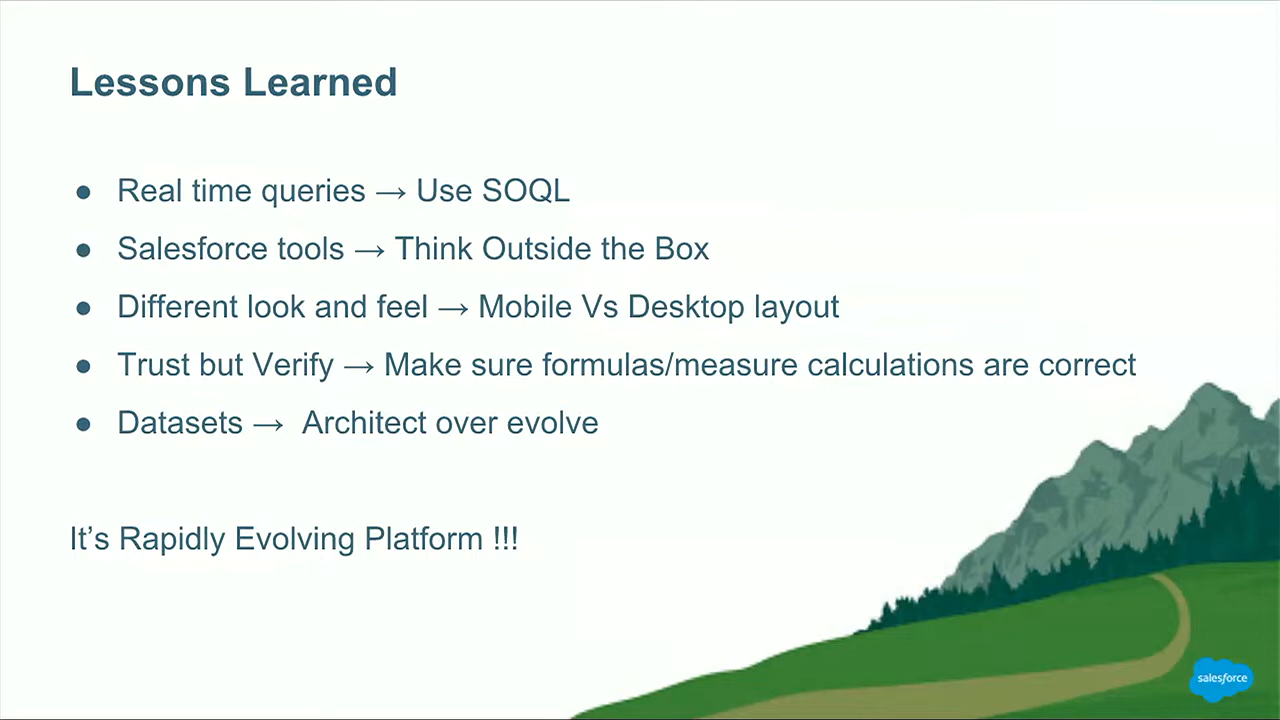 Lessons Learned
● Real time queries → Use SOQL
● Salesforce tools → Think Outside the Box
● Different look and feel → Mobile Vs Desktop layout
● Trust but Verify → Make sure formulas/measure calculations are correct
● Datasets → Architect over evolve
It’s Rapidly Evolving Platform !!!
salesforce